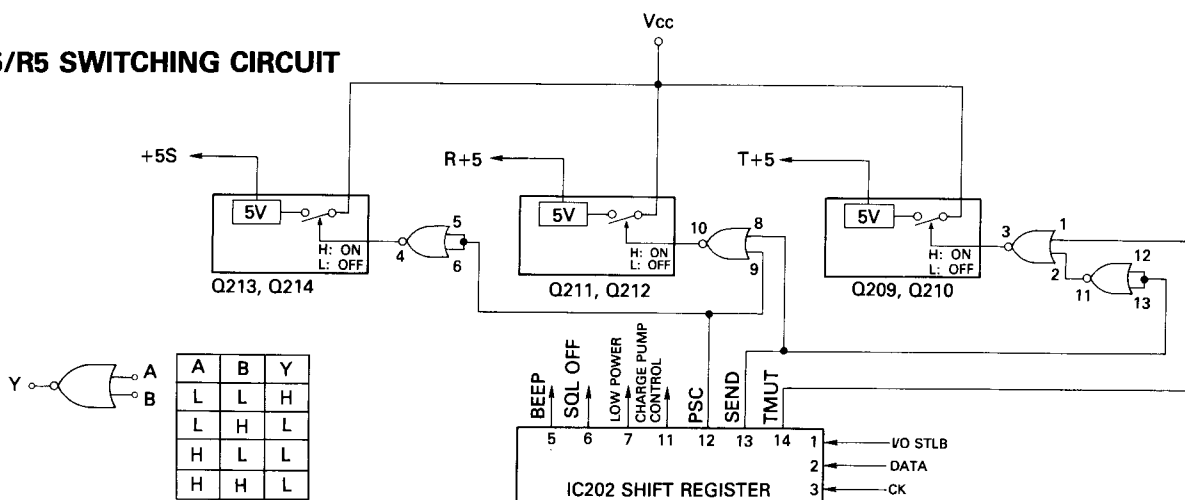 Vcc
S/R5 SWITCHING CIRCUIT
+5S
R+5
T+5
5V
5V
5V
H: ON
L: OFF
H: ON
L: OFF
H: ON
L: OFF
4
5
6
10
8
9
3
1
2
11
12
13
Q213, Q214
Q211, Q212
Q209, Q210
Y
A
B
A B Y
L L H
L H L
H L L
H H L
BEEP
SQL OFF
LOW POWER
CHARGE PUMP
CONTROL
PSC
SEND
TMUT
5 6 7 11 12 13 14
1 I/O STLB
2 DATA
3 CK
IC202 SHIFT REGISTER